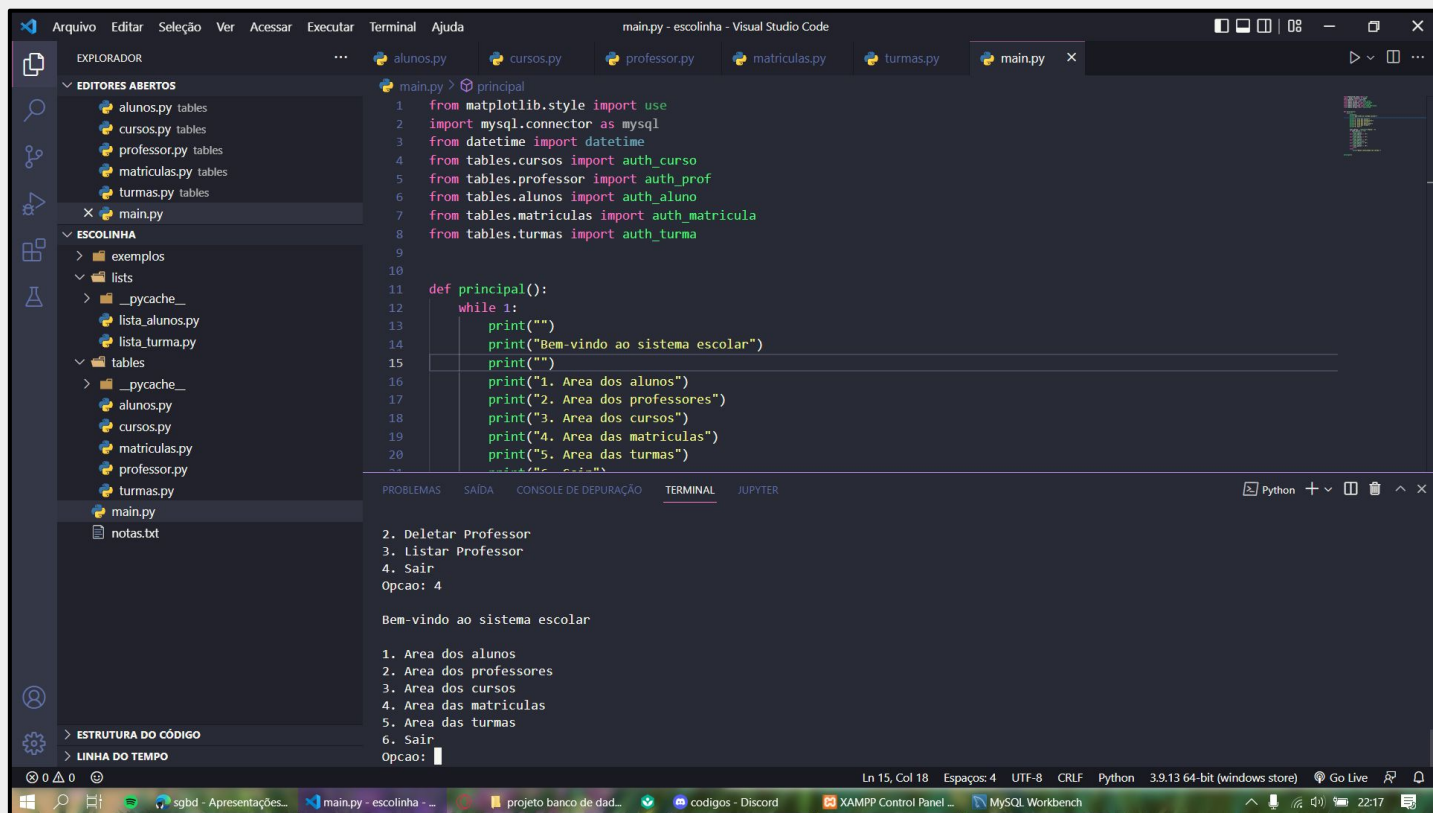 Arquivo Editar Seleção Ver Acessar Executar Terminal Ajuda
main.py - escolinha - Visual Studio Code
EXPLORADOR
EDITORES ABERTOS
alunos.py tables
cursos.py tables
professor.py tables
matriculas.py tables
turmas.py tables
main.py
ESCOLINHA
exemplos
lists
__pycache__
lista_alunos.py
lista_turma.py
tables
__pycache__
alunos.py
cursos.py
matriculas.py
professor.py
turmas.py
main.py
notas.txt
ESTRUTURA DO CÓDIGO
LINHA DO TEMPO
alunos.py cursos.py professor.py matriculas.py turmas.py main.py
main.py > principal
1 from matplotlib.style import use
2 import mysql.connector as mysql
3 from datetime import datetime
4 from tables.cursos import auth_curso
5 from tables.professor import auth_prof
6 from tables.alunos import auth_aluno
7 from tables.matriculas import auth_matricula
8 from tables.turmas import auth_turma
9
10
11 def principal():
12 while 1:
13 print("")
14 print("Bem-vindo ao sistema escolar")
15 print("")
16 print("1. Area dos alunos")
17 print("2. Area dos professores")
18 print("3. Area dos cursos")
19 print("4. Area das matriculas")
20 print("5. Area das turmas")
21 print("6. Sair")
PROBLEMAS SAÍDA CONSOLE DE DEPURAÇÃO TERMINAL JUPYTER
Python
2. Deletar Professor
3. Listar Professor
4. Sair
Opcao: 4
Bem-vindo ao sistema escolar
1. Area dos alunos
2. Area dos professores
3. Area dos cursos
4. Area das matriculas
5. Area das turmas
6. Sair
Opcao:
0 0
Ln 15, Col 18 Espaços: 4 UTF-8 CRLF Python 3.9.13 64-bit (windows store) Go Live
sgbd - Apresentações... main.py - escolinha - ... projeto banco de dad... codigos - Discord XAMPP Control Panel ... MySQL Workbench 22:17